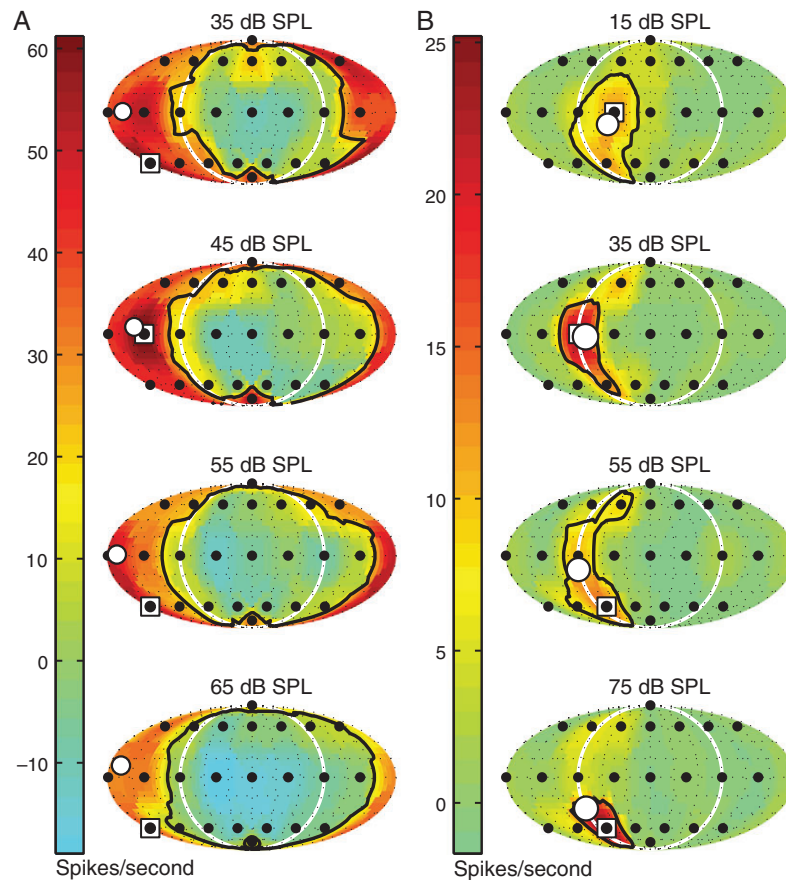 A
35 dB SPL
60
50
40
30
20
10
0
−10
Spikes/second
45 dB SPL
55 dB SPL
65 dB SPL
B
15 dB SPL
25
20
15
10
5
0
Spikes/second
35 dB SPL
55 dB SPL
75 dB SPL